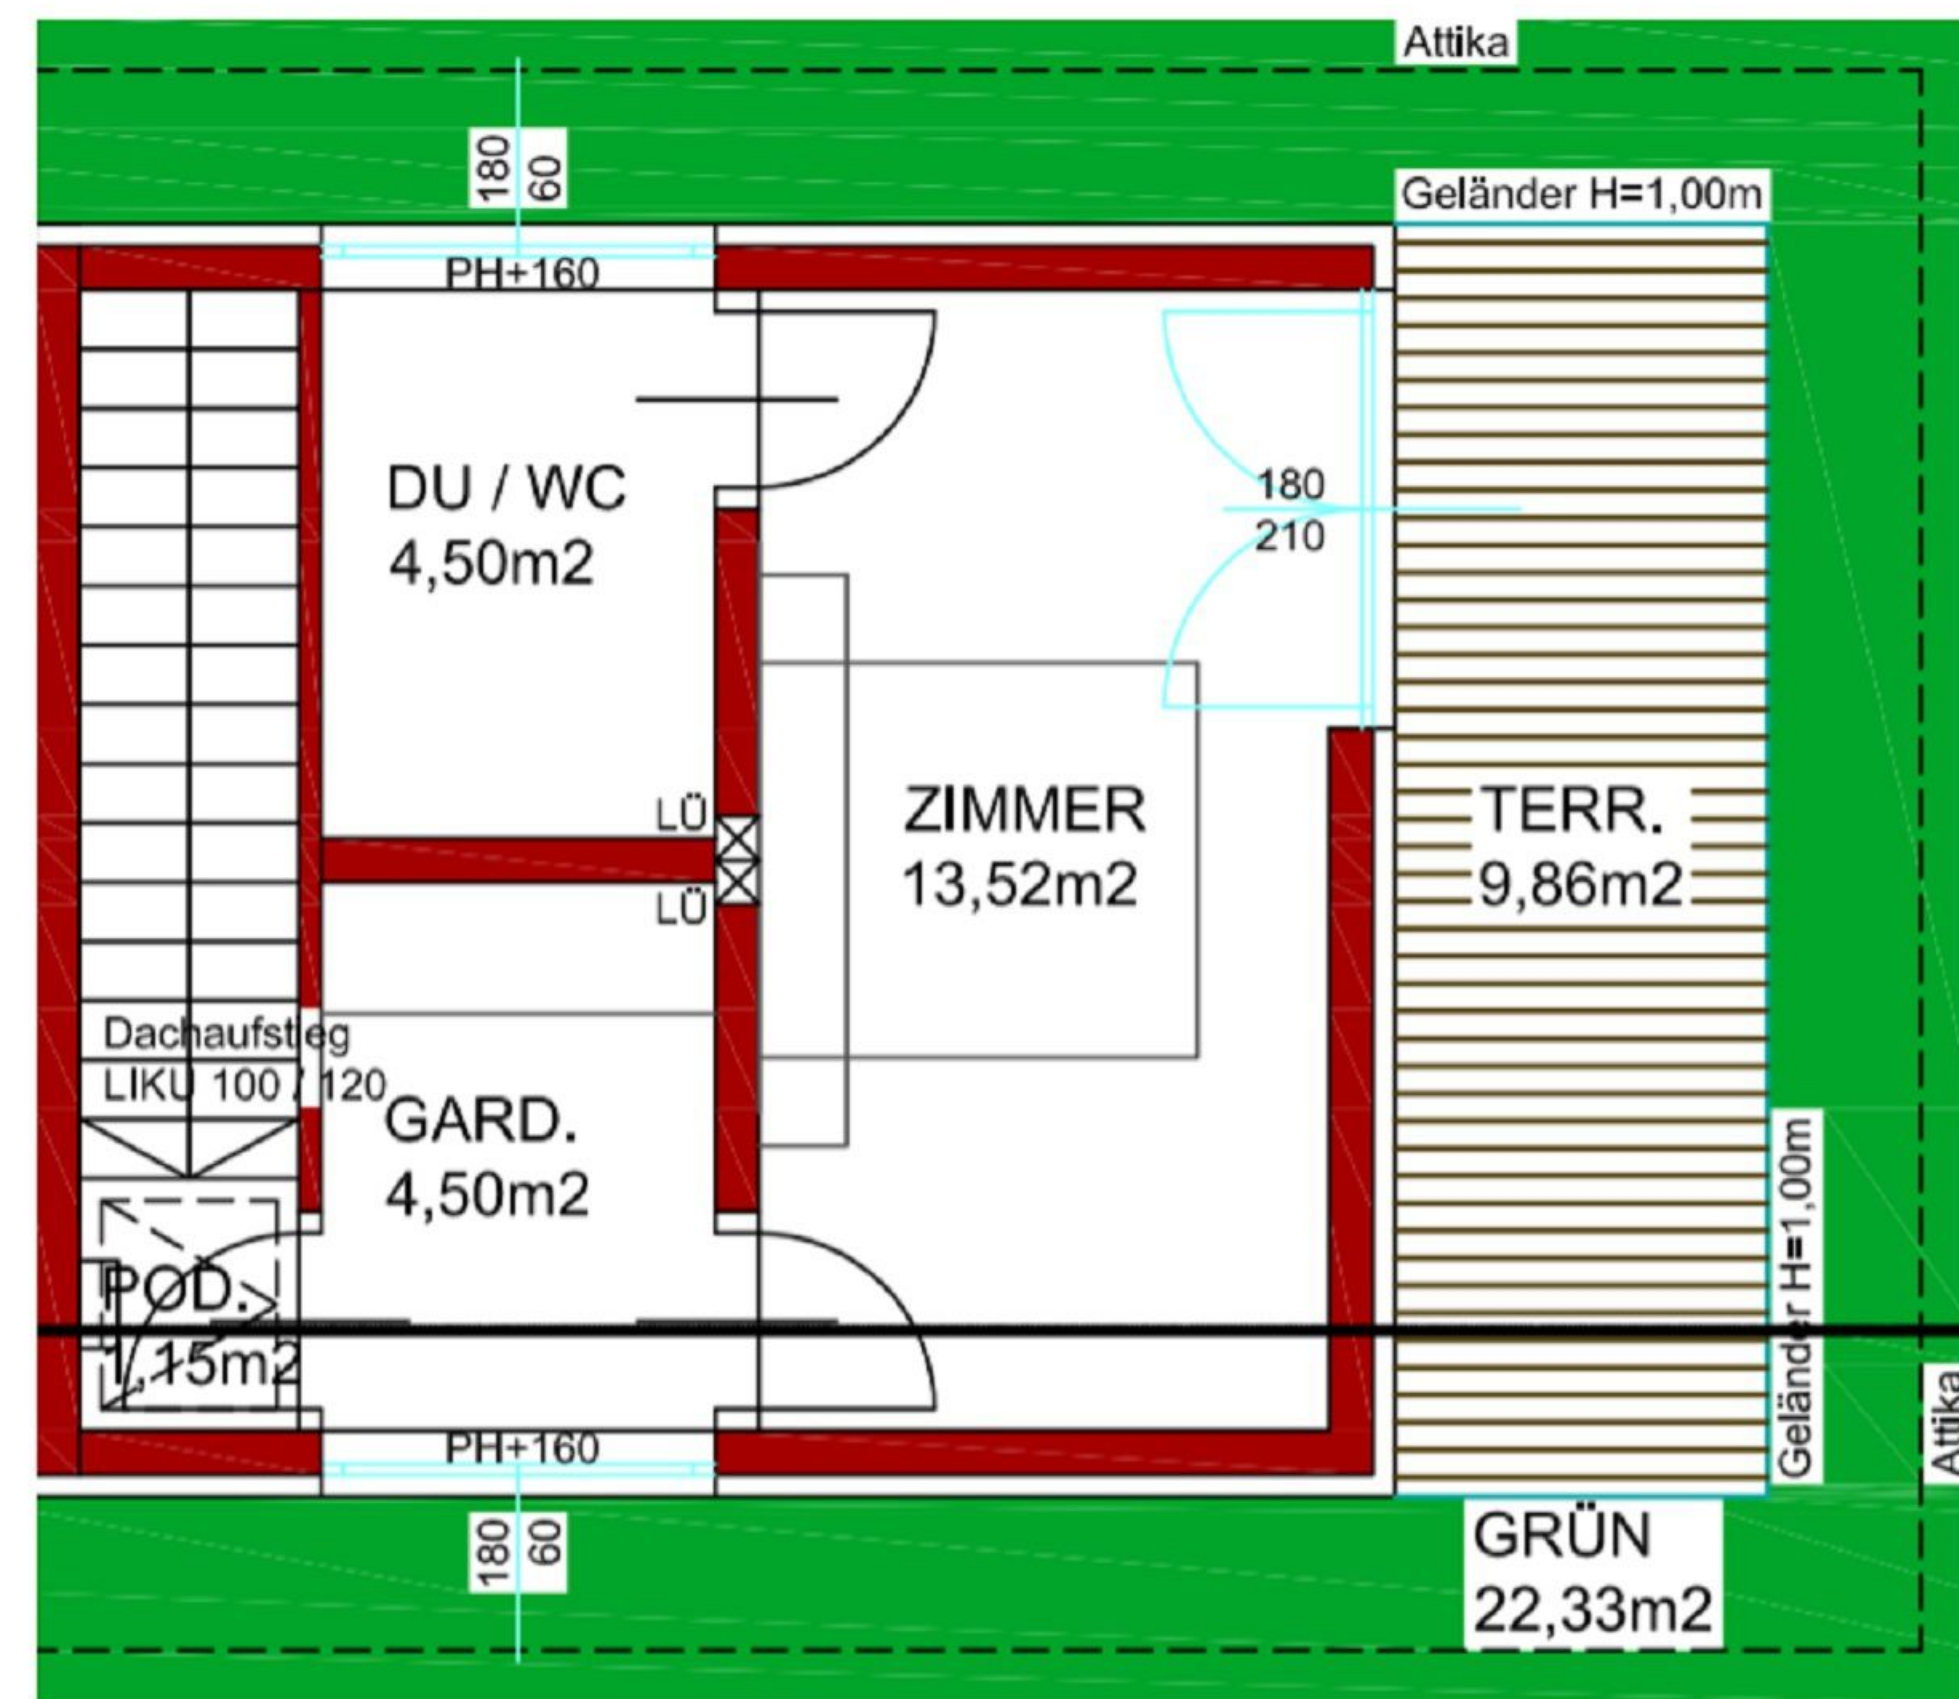 Attika
Geländer H=1,00m
180
60
PH+160
DU / WC
4,50m2
180
210
LÜ
LÜ
ZIMMER
13,52m2
TERR.
9,86m2
Dachaufstieg
LIKU 100 / 120
GARD.
4,50m2
POD.
1,15m2
Geländer H=1,00m
Attika
PH+160
180
60
GRÜN
22,33m2